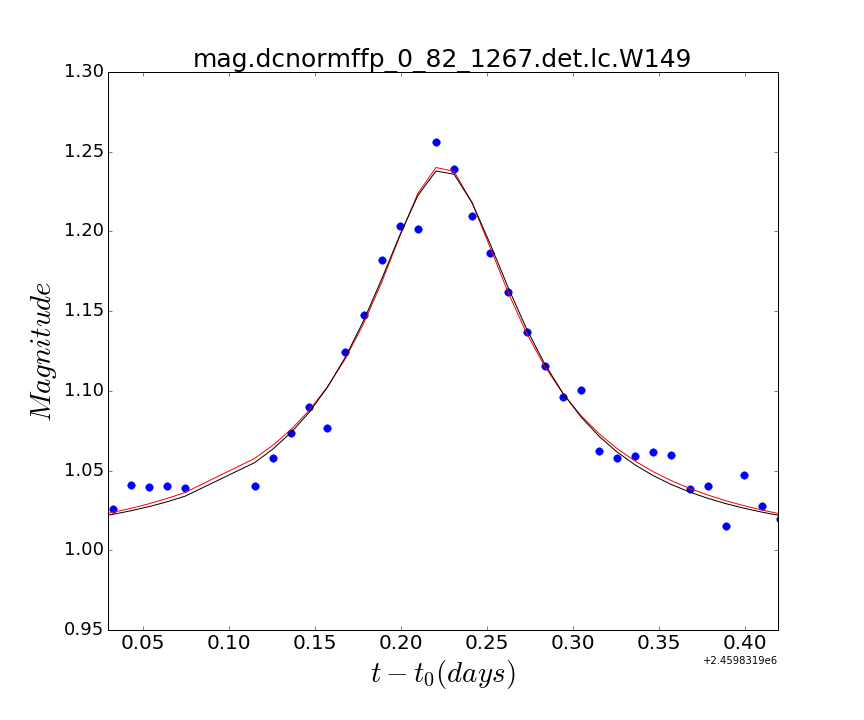 mag.dcnormffp_0_82_1267.det.lc.W149
1.30
1.25
1.20
1.15
1.10
1.05
1.00
0.95
Magnitude
0.05 0.10 0.15 0.20 0.25 0.30 0.35 0.40
+2.4598319e6
t − t₀(days)